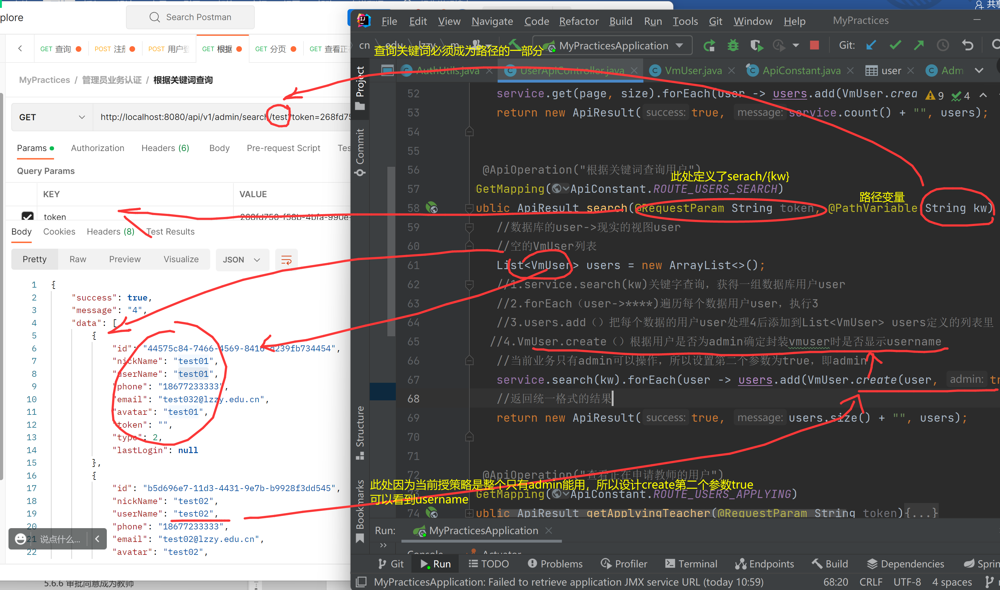 plore
Search Postman
GET 查询
POST 注册
POST 用户登
GET 根据
GET 分页
GET 查看正在
MyPractices / 管理员业务认证 / 根据关键词查询
GET
http://localhost:8080/api/v1/admin/search/test?token=268fd75
Params
Authorization
Headers (6)
Body
Pre-request Script
Tes
Query Params
KEY
VALUE
token
268fd750-f58b-4bfa-990e-
Body
Cookies
Headers (8)
Test Results
Pretty
Raw
Preview
Visualize
JSON
1 {
2 "success": true,
3 "message": "4",
4 "data": [
5 {
6 "id": "44575c84-7466-4569-8416-d239fb734454",
7 "nickName": "test01",
8 "userName": "test01",
9 "phone": "18677233333",
10 "email": "test032@lzzy.edu.cn",
11 "avatar": "test01",
12 "token": "",
13 "type": 2,
14 "lastLogin": null
15 },
16 {
17 "id": "b5d696e7-11d3-4431-9e7b-b9928f3dd545",
18 "nickName": "test02",
19 "userName": "test02",
20 "phone": "18677233333",
21 "email": "test02@lzzy.edu.cn",
22 "avatar": "test02",
说点什么...
5.6.6 审批同意成为教师
共享
File Edit View Navigate Code Refactor Build Run Tools Git Window Help
MyPractices
cn edu lzzy m
MyPracticesApplication
Git:
查询关键词必须成为路径的一部分
AuthUtils.java
UserApiController.java
VmUser.java
ApiConstant.java
user
Adm
Project
Commit
Structure
Bookmarks
9 4
52 service.get(page, size).forEach(user -> users.add(VmUser.crea
53 return new ApiResult( success: true, message: service.count() + "", users);
54
55
56 @ApiOperation("根据关键词查询用户")
此处定义了serach/{kw}
57 GetMapping(ApiConstant.ROUTE_USERS_SEARCH)
路径变量
58 ublic ApiResult search(@RequestParam String token, @PathVariable String kw)
59 //数据库的user->现实的视图user
60 //空的VmUser列表
61 List<VmUser> users = new ArrayList<>();
62 //1.service.search(kw)关键字查询，获得一组数据库用户user
63 //2.forEach（user->****)遍历每个数据用户user，执行3
64 //3.users.add（）把每个数据的用户user处理4后添加到List<VmUser> users定义的列表里
65 //4.VmUser.create（）根据用户是否为admin确定封装vmuser时是否显示username
66 //当前业务只有admin可以操作，所以设置第二个参数为true，即admin
67 service.search(kw).forEach(user -> users.add(VmUser.create(user, admin: tr
68 //返回统一格式的结果
69 return new ApiResult( success: true, message: users.size() + "", users);
70
71
72 @ApiOperation("查看正在申请教师的用户")
此处因为当前授策略是整个只有admin能用，所以设计create第二个参数true
可以看到username
73 GetMapping(ApiConstant.ROUTE_USERS_APPLYING)
74 ublic ApiResult getApplyingTeacher(@RequestParam String token){...}
Run: MyPracticesApplication
Console
Actuator
Git
Run
TODO
Problems
Profiler
Terminal
Endpoints
Build
Dependencies
Sprin
MyPracticesApplication: Failed to retrieve application JMX service URL (today 10:59)
68:20 CRLF UTF-8 4 spaces